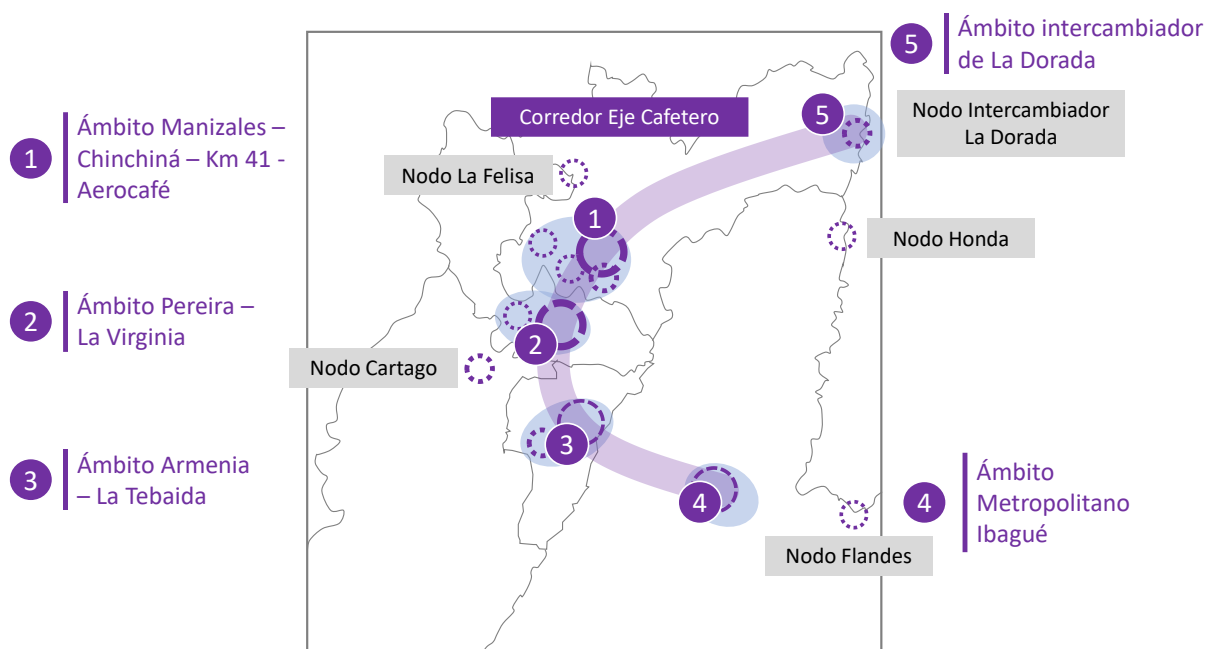 5
Ámbito intercambiador
de La Dorada
Corredor Eje Cafetero
5
Nodo Intercambiador
La Dorada
1
Ámbito Manizales –
Chinchiná – Km 41 -
Aerocafé
Nodo La Felisa
1
Nodo Honda
2
Ámbito Pereira –
La Virginia
2
Nodo Cartago
3
Ámbito Armenia
– La Tebaida
3
4
4
Ámbito
Metropolitano
Ibagué
Nodo Flandes